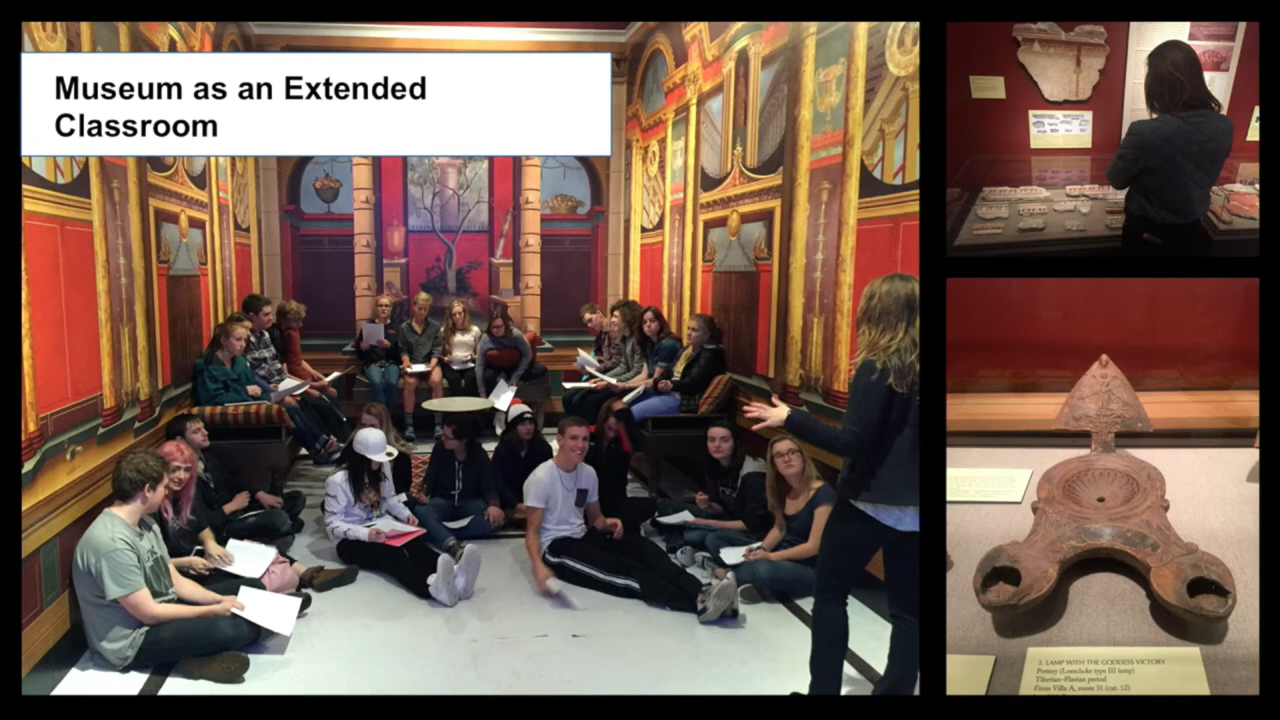 Museum as an Extended
Classroom
3. LAMP WITH THE GODDESS VICTORY
Pottery (Loeschcke type III lamp)
Tiberian-Flavian period
From Villa A, room 31 (cat. 12)